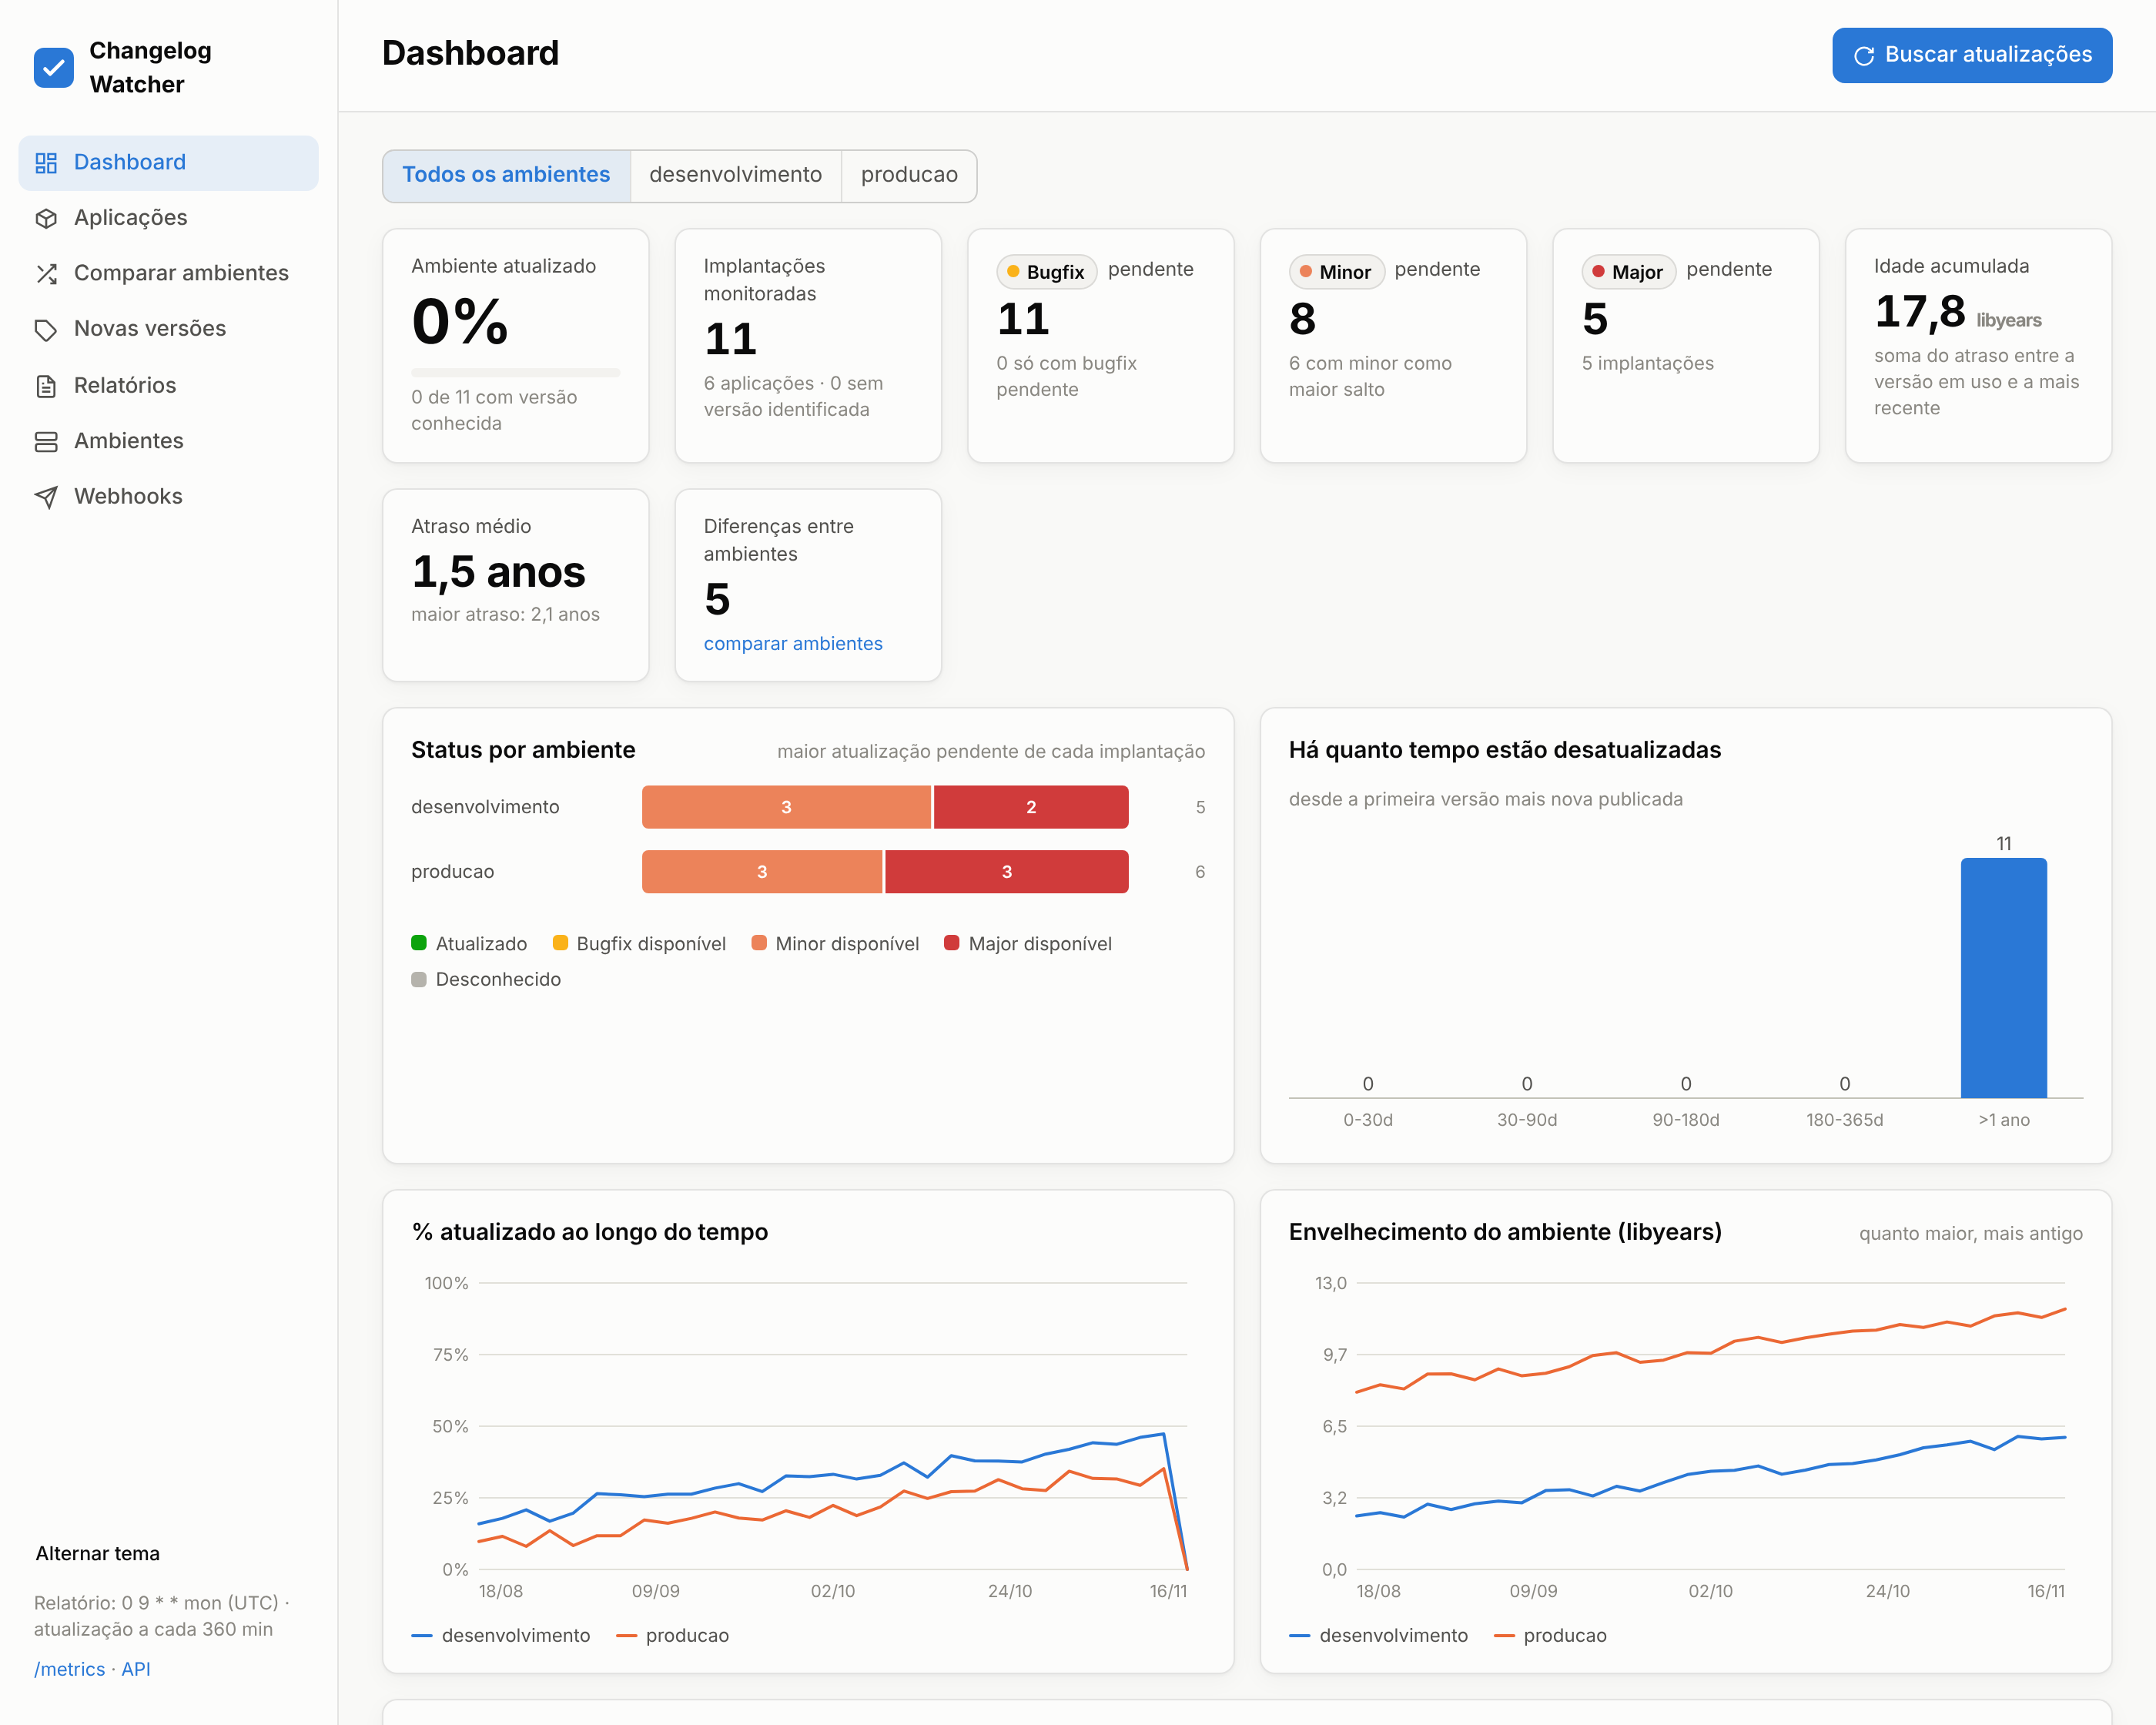 Changelog
Watcher
Dashboard
Aplicações
Comparar ambientes
Novas versões
Relatórios
Ambientes
Webhooks
Alternar tema
Relatório: 0 9 * * mon (UTC) ·
atualização a cada 360 min
/metrics · API
Dashboard
Buscar atualizações
Todos os ambientes
desenvolvimento
producao
Ambiente atualizado
0%
0 de 11 com versão
conhecida
Implantações
monitoradas
11
6 aplicações · 0 sem
versão identificada
Bugfix pendente
11
0 só com bugfix
pendente
Minor pendente
8
6 com minor como
maior salto
Major pendente
5
5 implantações
Idade acumulada
17,8 libyears
soma do atraso entre a
versão em uso e a mais
recente
Atraso médio
1,5 anos
maior atraso: 2,1 anos
Diferenças entre
ambientes
5
comparar ambientes
Status por ambiente
maior atualização pendente de cada implantação
desenvolvimento 3 2 5
producao 3 3 6
Atualizado Bugfix disponível Minor disponível Major disponível
Desconhecido
Há quanto tempo estão desatualizadas
desde a primeira versão mais nova publicada
11
0 0 0 0
0-30d 30-90d 90-180d 180-365d >1 ano
% atualizado ao longo do tempo
100%
75%
50%
25%
0%
18/08 09/09 02/10 24/10 16/11
desenvolvimento producao
Envelhecimento do ambiente (libyears)
quanto maior, mais antigo
13,0
9,7
6,5
3,2
0,0
18/08 09/09 02/10 24/10 16/11
desenvolvimento producao